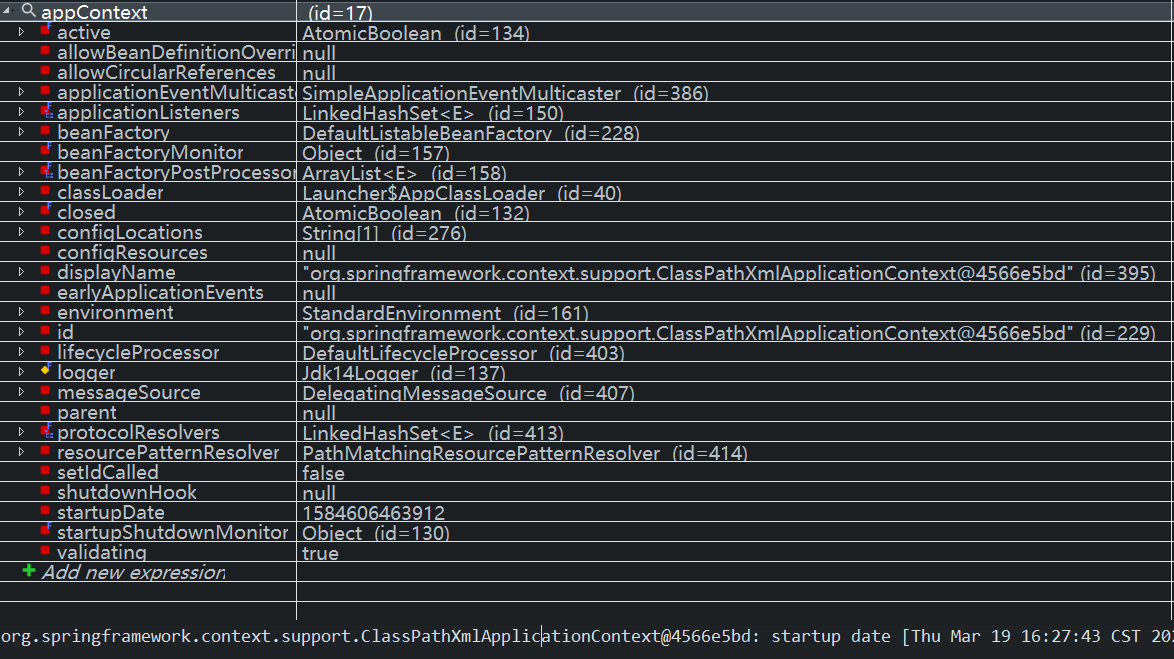 appContext (id=17)
active AtomicBoolean (id=134)
allowBeanDefinitionOverri null
allowCircularReferences null
applicationEventMulticast SimpleApplicationEventMulticaster (id=386)
applicationListeners LinkedHashSet<E> (id=150)
beanFactory DefaultListableBeanFactory (id=228)
beanFactoryMonitor Object (id=157)
beanFactoryPostProcessor ArrayList<E> (id=158)
classLoader Launcher$AppClassLoader (id=40)
closed AtomicBoolean (id=132)
configLocations String[1] (id=276)
configResources null
displayName "org.springframework.context.support.ClassPathXmlApplicationContext@4566e5bd" (id=395)
earlyApplicationEvents null
environment StandardEnvironment (id=161)
id "org.springframework.context.support.ClassPathXmlApplicationContext@4566e5bd" (id=229)
lifecycleProcessor DefaultLifecycleProcessor (id=403)
logger Jdk14Logger (id=137)
messageSource DelegatingMessageSource (id=407)
parent null
protocolResolvers LinkedHashSet<E> (id=413)
resourcePatternResolver PathMatchingResourcePatternResolver (id=414)
setIdCalled false
shutdownHook null
startupDate 1584606463912
startupShutdownMonitor Object (id=130)
validating true
Add new expression
org.springframework.context.support.ClassPathXmlApplicationContext@4566e5bd: startup date [Thu Mar 19 16:27:43 CST 202